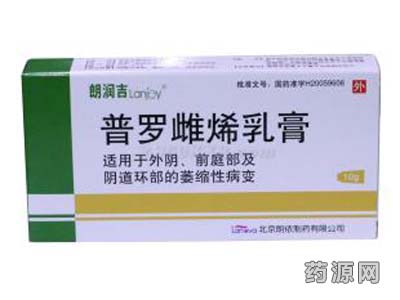 朗润吉 Lanjoy
批准文号：国药准字H20059606
外
普罗雌烯乳膏
适用于外阴、前庭部及
阴道环部的萎缩性病变
10g
北京朗依制药有限公司
药源网